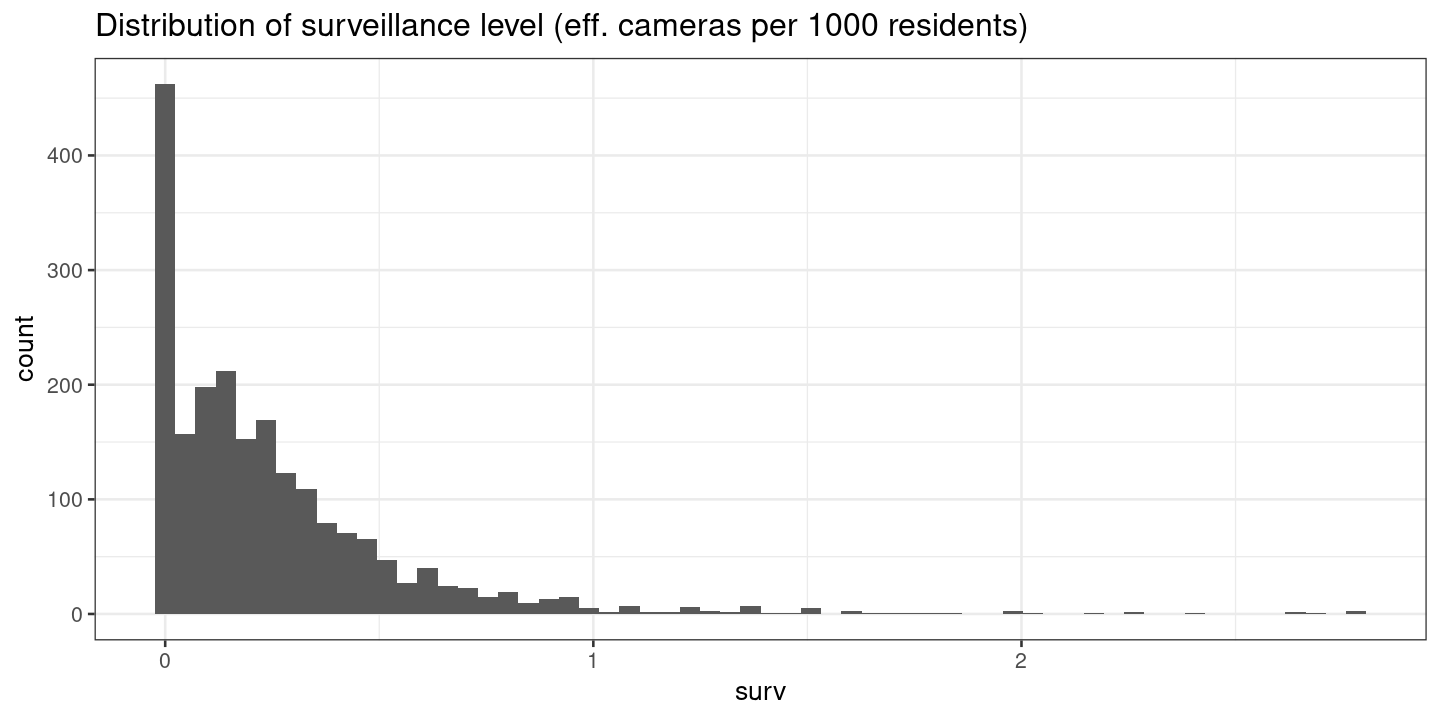 Distribution of surveillance level (eff. cameras per 1000 residents)
400
300
200
100
0
count
0 1 2
surv